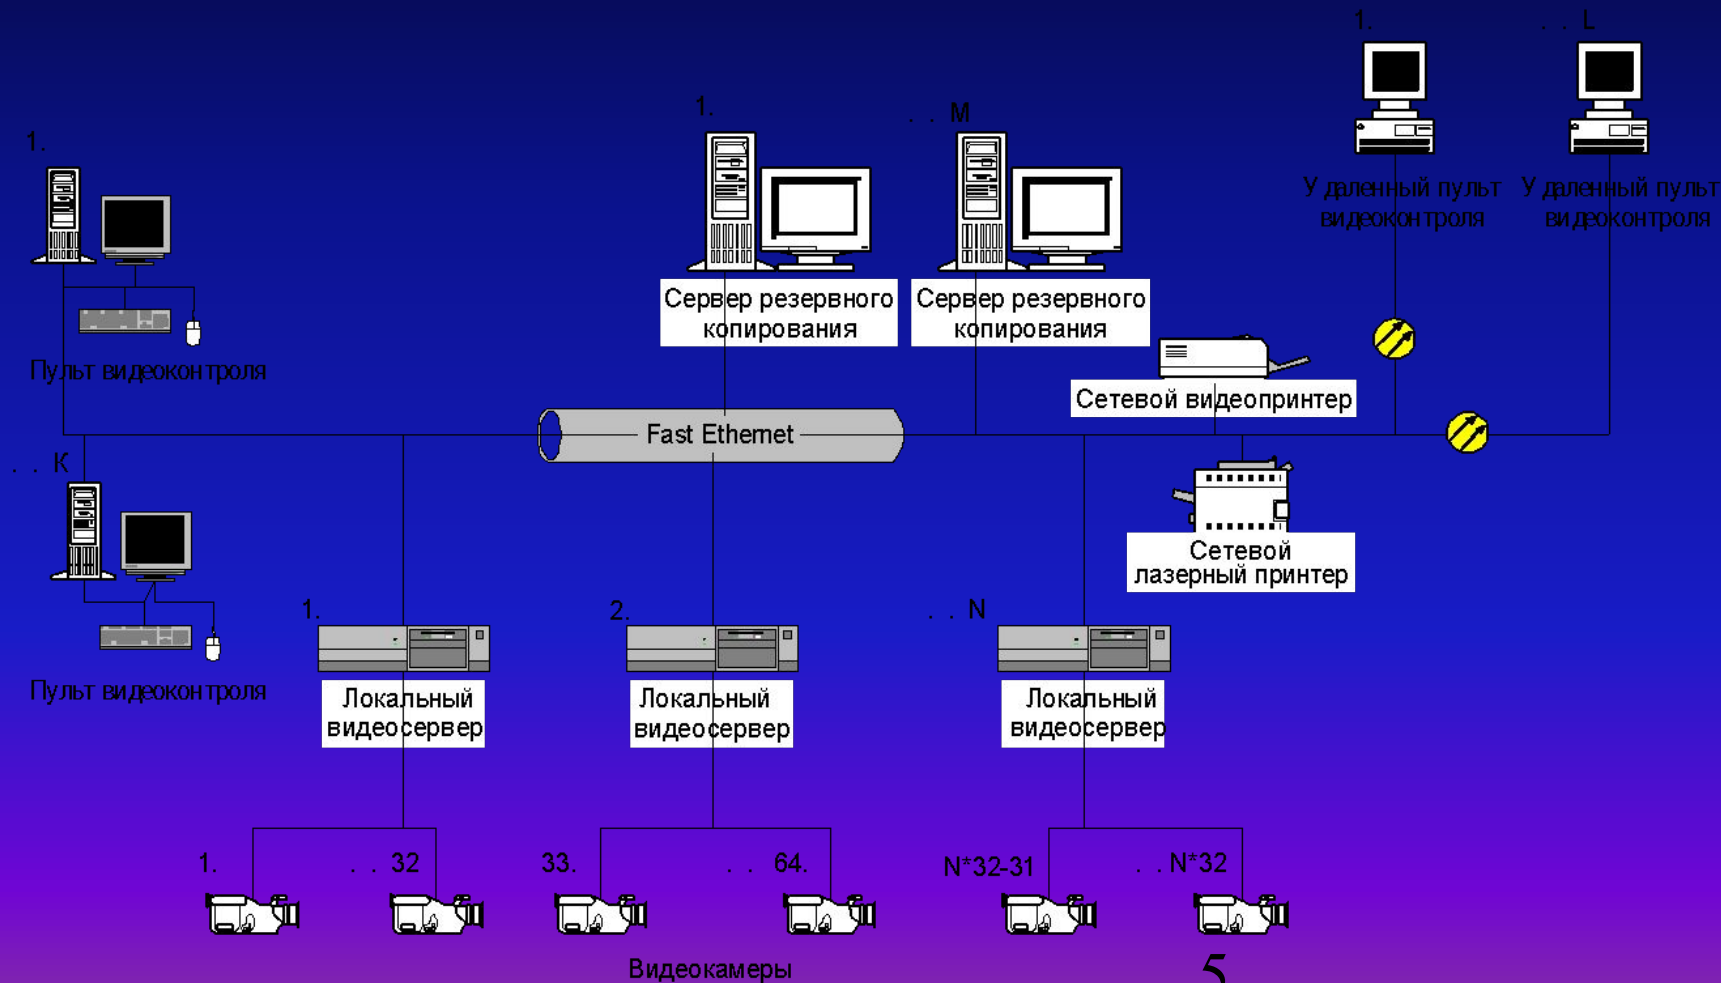 1.
. . L
1.
. . M
1.
Удаленный пульт
видеоконтроля
Удаленный пульт
видеоконтроля
Сервер резервного
копирования
Сервер резервного
копирования
Пульт видеоконтроля
Сетевой видеопринтер
Fast Ethernet
. . K
Сетевой
лазерный принтер
1.
2.
. . N
Пульт видеоконтроля
Локальный
видеосервер
Локальный
видеосервер
Локальный
видеосервер
1.
. . 32
33.
. . 64.
N*32-31
. . N*32
Видеокамеры
5